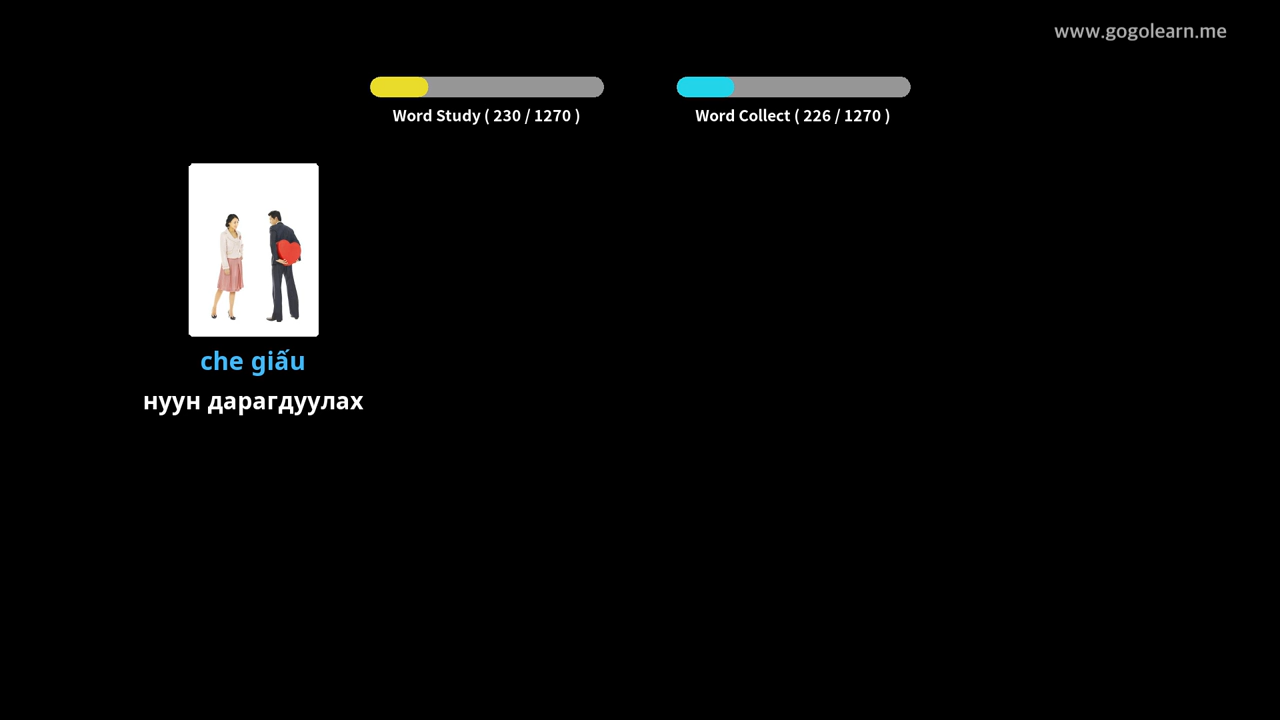 www.gogolearn.me
Word Study ( 230 / 1270 )
Word Collect ( 226 / 1270 )
che giấu
нуун дарагдуулах